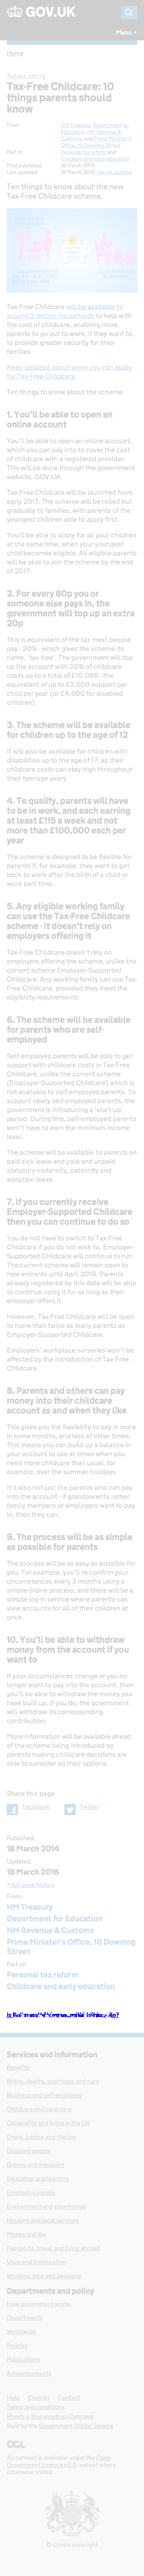 GOV.UK
Menu
Home
News story
Tax-Free Childcare: 10
things parents should
know
From: HM Treasury, Department for
Education, HM Revenue &
Customs, and Prime Minister's
Office, 10 Downing Street
Part of: Personal tax reform and
Childcare and early education
First published: 18 March 2014
Last updated: 18 March 2016, see all updates
Ten things to know about the new
Tax-Free Childcare scheme.
Tax-Free Childcare will be available to
around 2 million households to help with
the cost of childcare, enabling more
parents to go out to work, if they want to,
and to provide greater security for their
families.
Keep updated about when you can apply
for Tax-Free Childcare.
Ten things to know about the scheme:
1. You'll be able to open an
online account
You'll be able to open an online account,
which you can pay into to cover the cost of
childcare with a registered provider.
This will be done through the government
website, GOV.UK.
Tax-Free Childcare will be launched from
early 2017. The scheme will be rolled out
gradually to families, with parents of the
youngest children able to apply first.
You'll be able to apply for all your children
at the same time, when your youngest
child becomes eligible. All eligible parents
will be able to join the scheme by the end
of 2017.
2. For every 80p you or
someone else pays in, the
government will top up an extra
20p
This is equivalent of the tax most people
pay - 20% - which gives the scheme its
name, 'tax-free'. The government will top
up the account with 20% of childcare
costs up to a total of £10,000 - the
equivalent of up to £2,000 support per
child per year (or £4,000 for disabled
children).
3. The scheme will be available
for children up to the age of 12
It will also be available for children with
disabilities up to the age of 17, as their
childcare costs can stay high throughout
their teenage years.
4. To qualify, parents will have
to be in work, and each earning
at least £115 a week and not
more than £100,000 each per
year
The scheme is designed to be flexible for
parents if, for example, they want to get
back to work after the birth of a child or
work part-time.
5. Any eligible working family
can use the Tax-Free Childcare
scheme - it doesn't rely on
employers offering it
Tax-Free Childcare doesn't rely on
employers offering the scheme, unlike the
current scheme Employer-Supported
Childcare. Any working family can use Tax-
Free Childcare, provided they meet the
eligibility requirements.
6. The scheme will be available
for parents who are self-
employed
Self-employed parents will be able to get
support with childcare costs in Tax-Free
Childcare, unlike the current scheme
(Employer-Supported Childcare) which is
not available to self-employed parents. To
support newly self-employed parents, the
government is introducing a 'start-up'
period. During this, self-employed parents
won't have to earn the minimum income
level.
The scheme will also be available to parents on
paid sick leave and paid and unpaid
statutory maternity, paternity and
adoption leave.
7. If you currently receive
Employer-Supported Childcare
then you can continue to do so
You do not have to switch to Tax-Free
Childcare if you do not wish to. Employer-
Supported Childcare will continue to run.
The current scheme will remain open to
new entrants until April 2018. Parents
already registered by this date will be able
to continue using it for as long as their
employer offers it.
However, Tax-Free Childcare will be open
to more than twice as many parents as
Employer-Supported Childcare.
Employers' workplace nurseries won't be
affected by the introduction of Tax-Free
Childcare.
8. Parents and others can pay
money into their childcare
account as and when they like
This gives you the flexibility to pay in more
in some months, and less at other times.
This means you can build up a balance in
your account to use at times when you
need more childcare than usual, for
example, over the summer holidays.
It's also not just the parents who can pay
into the account - if grandparents, other
family members or employers want to pay
in, then they can.
9. The process will be as simple
as possible for parents
The process will be as easy as possible for
you. For example, you'll re-confirm your
circumstances every 3 months using a
simple online process; and there will be a
simple log-in service where parents can
view accounts for all of their children at
once.
10. You'll be able to withdraw
money from the account if you
want to
If your circumstances change or you no
longer want to pay into the account, then
you'll be able to withdraw the money you
have built up. If you do, the government
will withdraw its corresponding
contribution.
More information will be available ahead
of the scheme being introduced so that
parents making childcare decisions are
able to consider all their options.
Share this page
Facebook
Twitter
Published:
18 March 2014
Updated:
18 March 2016
+ full page history
From:
HM Treasury
Department for Education
HM Revenue & Customs
Prime Minister's Office, 10 Downing
Street
Part of:
Personal tax reform
Childcare and early education
Services and information
Benefits
Births, deaths, marriages and care
Business and self-employed
Childcare and parenting
Citizenship and living in the UK
Crime, justice and the law
Disabled people
Driving and transport
Education and learning
Employing people
Environment and countryside
Housing and local services
Money and tax
Passports, travel and living abroad
Visas and immigration
Working, jobs and pensions
Departments and policy
How government works
Departments
Worldwide
Policies
Publications
Announcements
Help Cookies Contact
Terms and conditions
Rhestr o Wasanaethau Cymraeg
Built by the Government Digital Service
OGL
All content is available under the Open
Government Licence v3.0, except where
otherwise stated
© Crown copyright